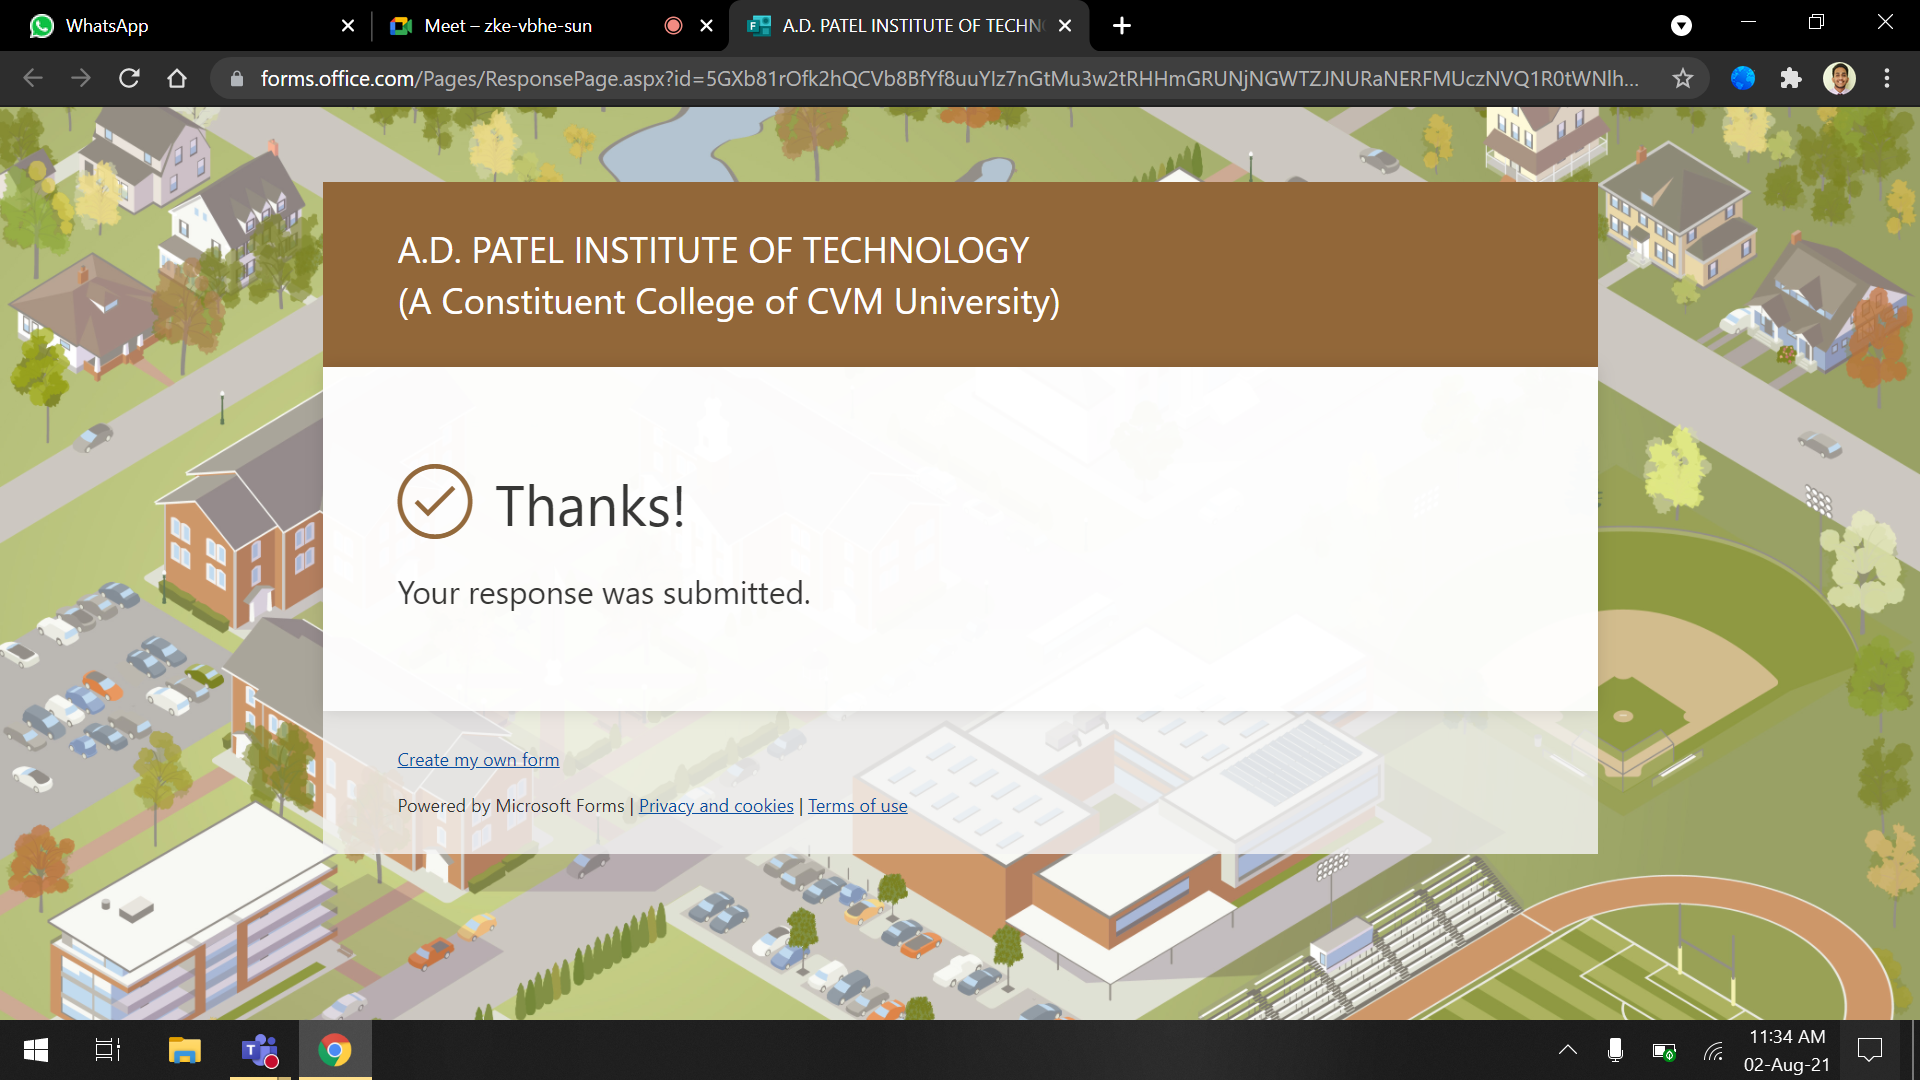 WhatsApp
Meet – zke-vbhe-sun
A.D. PATEL INSTITUTE OF TECHN
forms.office.com/Pages/ResponsePage.aspx?id=5GXb81rOfk2hQCVb8BfYf8uuYIz7nGtMu3w2tRHHmGRUNjNGWTZJNURaNERFMUczNVQ1R0tWNlh...
A.D. PATEL INSTITUTE OF TECHNOLOGY
(A Constituent College of CVM University)
Thanks!
Your response was submitted.
Create my own form
Powered by Microsoft Forms | Privacy and cookies | Terms of use
11:34 AM
02-Aug-21